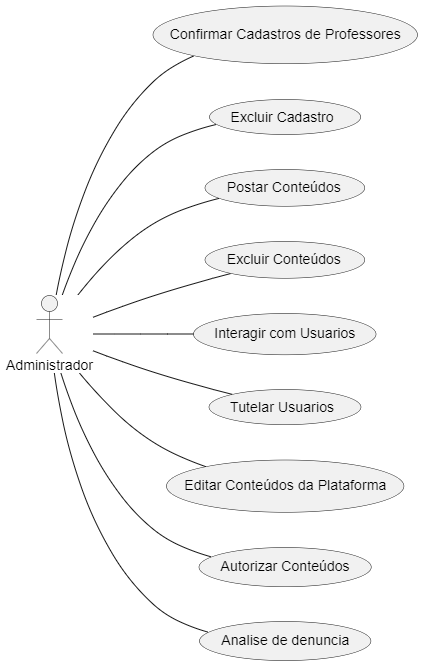 Confirmar Cadastros de Professores
Excluir Cadastro
Postar Conteúdos
Excluir Conteúdos
Interagir com Usuarios
Administrador
Tutelar Usuarios
Editar Conteúdos da Plataforma
Autorizar Conteúdos
Analise de denuncia